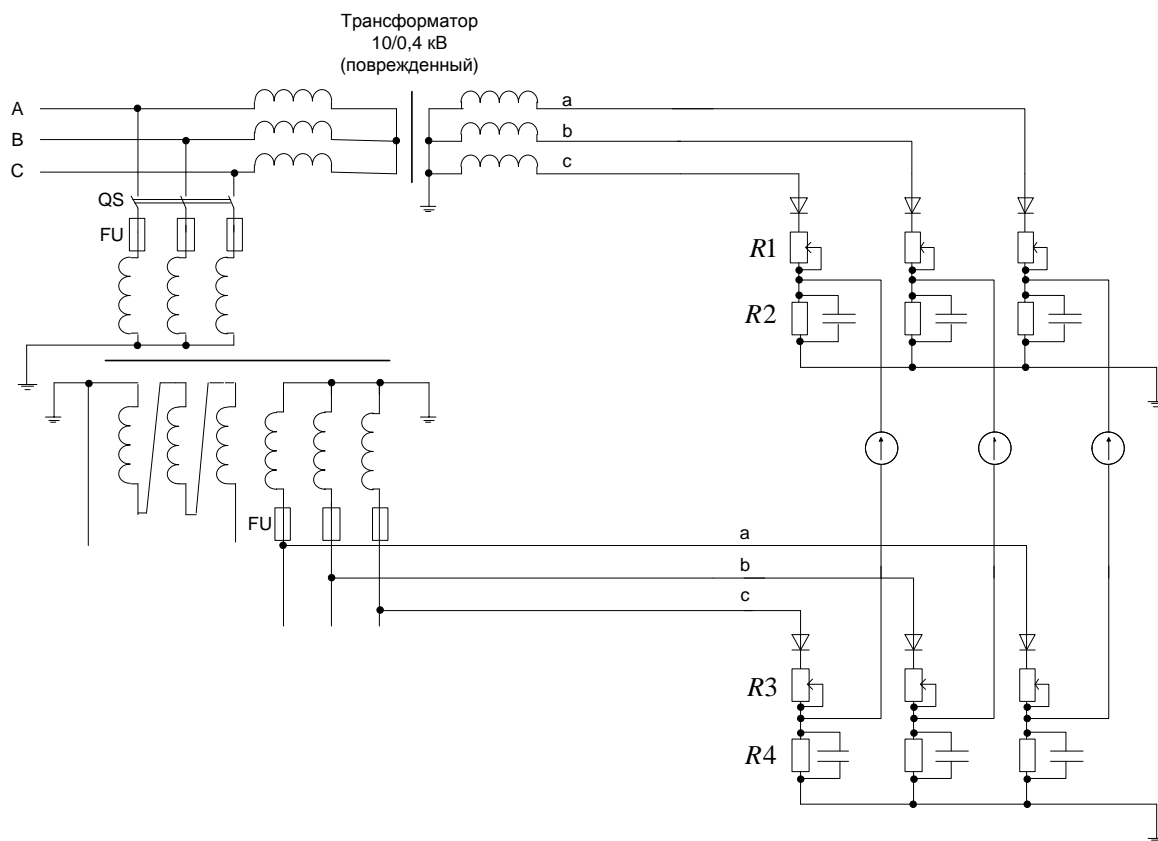 Трансформатор
10/0,4 кВ
(поврежденный)
A
B
C
a
b
c
QS
FU
R1
R2
FU
a
b
c
R3
R4